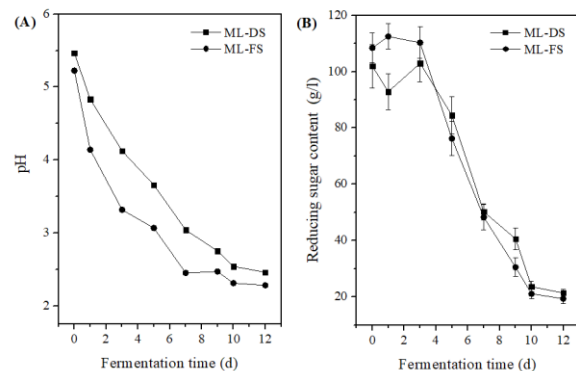 (A)
ML-DS
ML-FS
6
5
4
3
2
pH
0 2 4 6 8 10 12
Fermentation time (d)
(B)
ML-DS
ML-FS
120
100
80
60
40
20
Reducing sugar content (g/l)
0 2 4 6 8 10 12
Fermentation time (d)